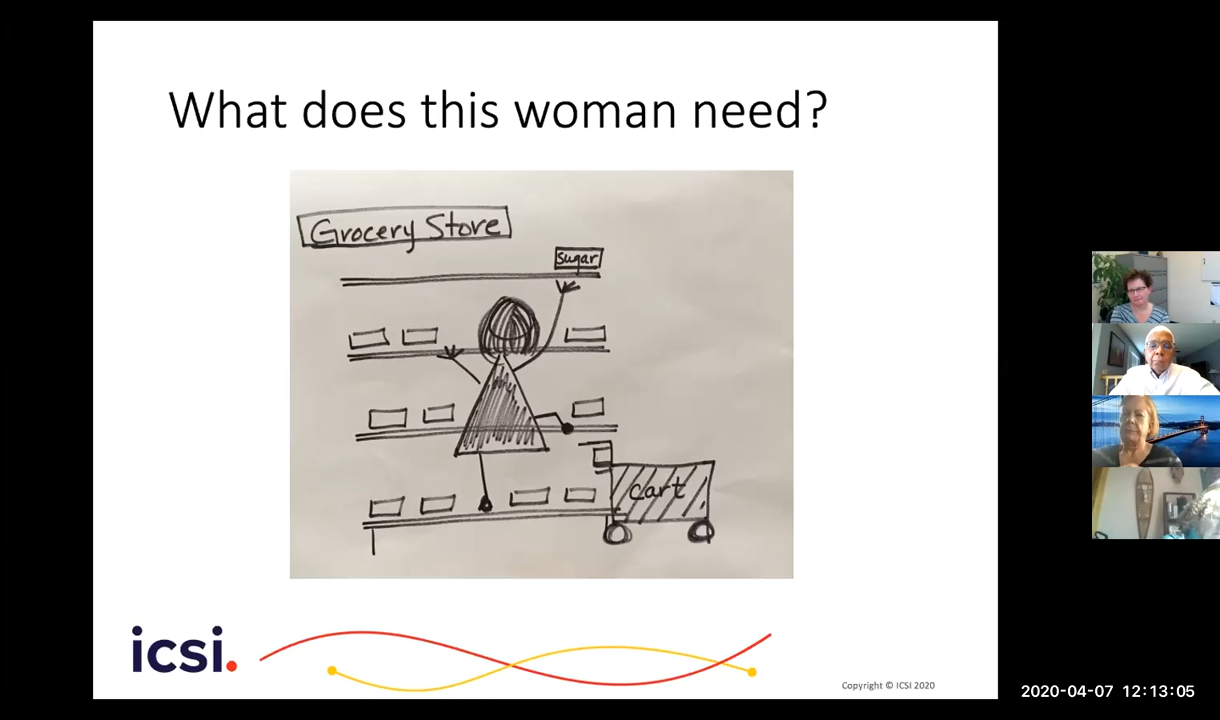 What does this woman need?
Grocery Store
sugar
cart
icsi.
Copyright © ICSI 2020
2020-04-07 12:13:05